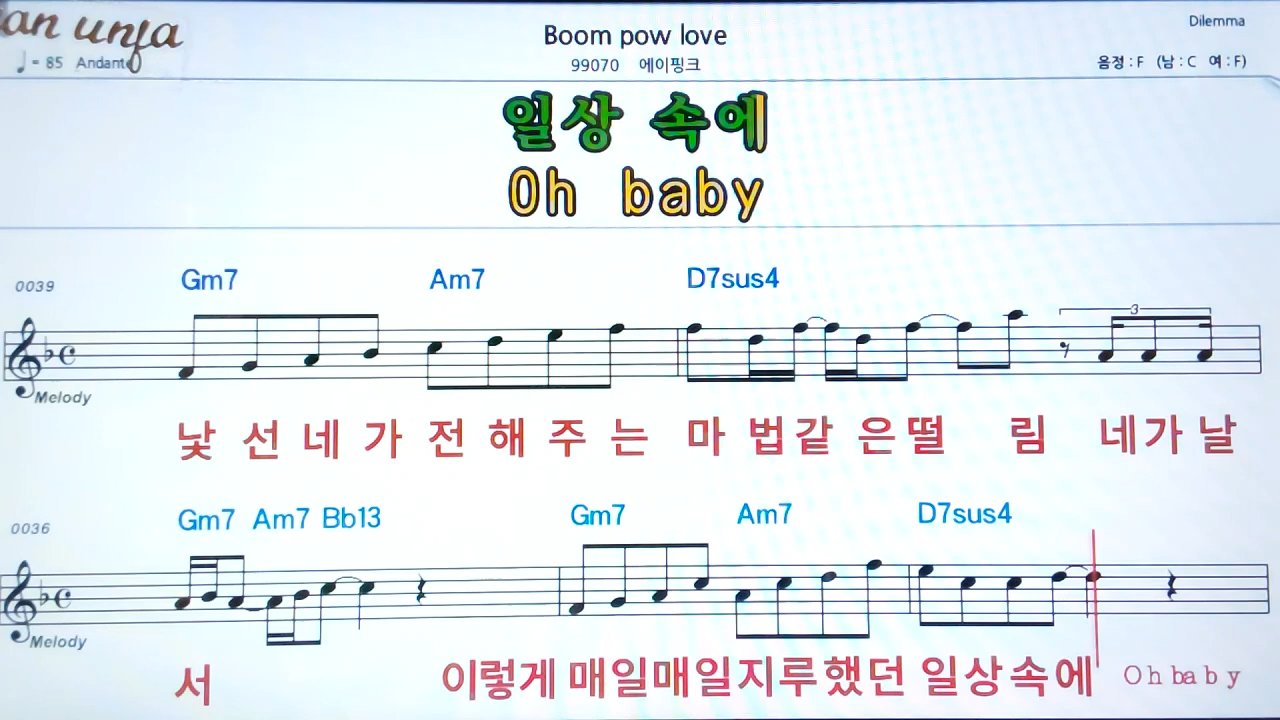 Boom pow love
Dilemma
♩= 85 Andante
99070 에이핑크
음정 : F (남 : C 여 : F)
일상 속에
Oh baby
0039
Gm7 Am7 D7sus4
3
Melody
낯 선 네 가 전 해 주 는 마 법 같 은 떨 림 네 가 날
0036
Gm7 Am7 Bb13 Gm7 Am7 D7sus4
Melody
서 이렇게 매일매일지루했던 일상속에 Oh baby